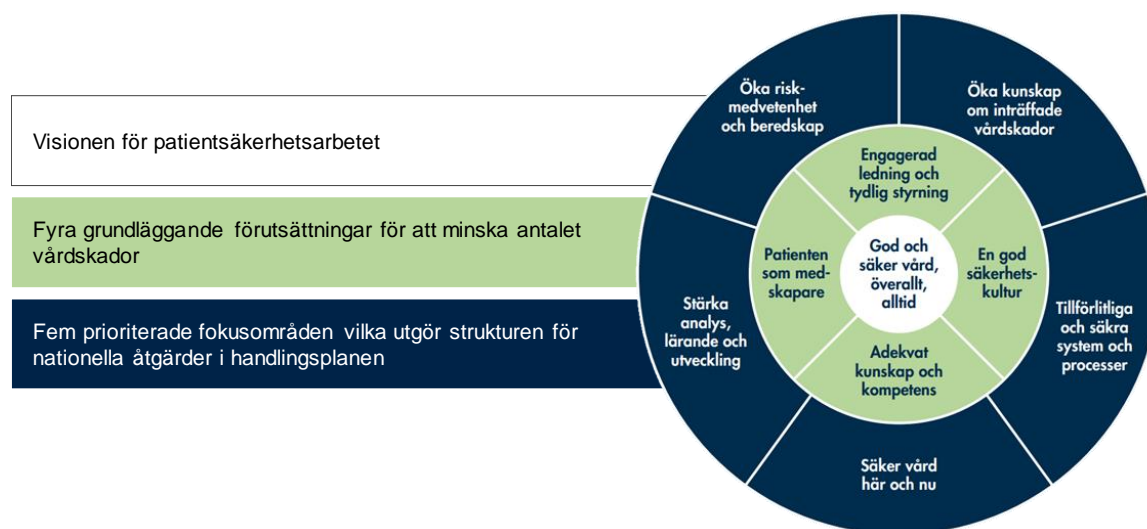 Visionen för patientsäkerhetsarbetet
Fyra grundläggande förutsättningar för att minska antalet
vårdskador
Fem prioriterade fokusområden vilka utgör strukturen för
nationella åtgärder i handlingsplanen
Öka risk-
medvetenhet
och beredskap
Öka kunskap
om inträffade
vårdskador
Engagerad
ledning och
tydlig styrning
Patienten
som med-
skapare
God och
säker vård,
överallt,
alltid
En god
säkerhets-
kultur
Stärka
analys,
lärande och
utveckling
Tillförlitliga
och säkra
system och
processer
Adekvat
kunskap och
kompetens
Säker vård
här och nu